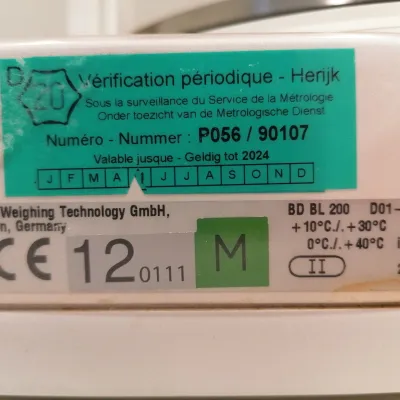 D 20 Vérification périodique - Herijk
Sous la surveillance du Service de la Métrologie
Onder toezicht van de Metrologische Dienst
Numéro - Nummer : P056 / 90107
Valable jusque - Geldig tot 2024
J F M A J J A S O N D
Weighing Technology GmbH, BD BL 200 D01-
n, Germany +10°C./.+30°C
0°C./.+40°C
CE 12 0111 M II